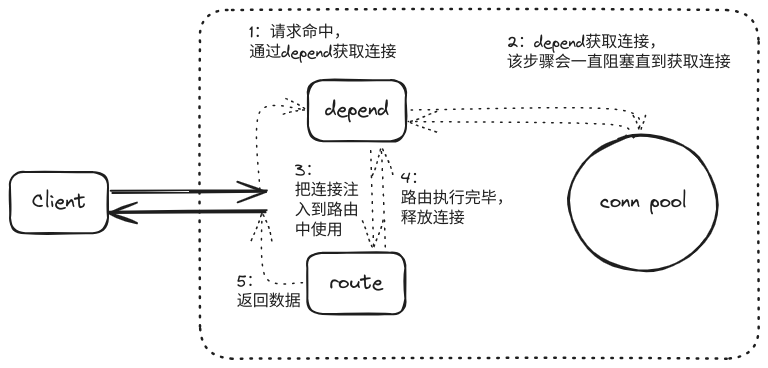 1：请求命中，
通过depend获取连接
2：depend获取连接，
该步骤会一直阻塞直到获取连接
depend
3：
把连接注
入到路由
中使用
4：
路由执行完毕，
释放连接
Client
conn pool
5：
返回数据
route